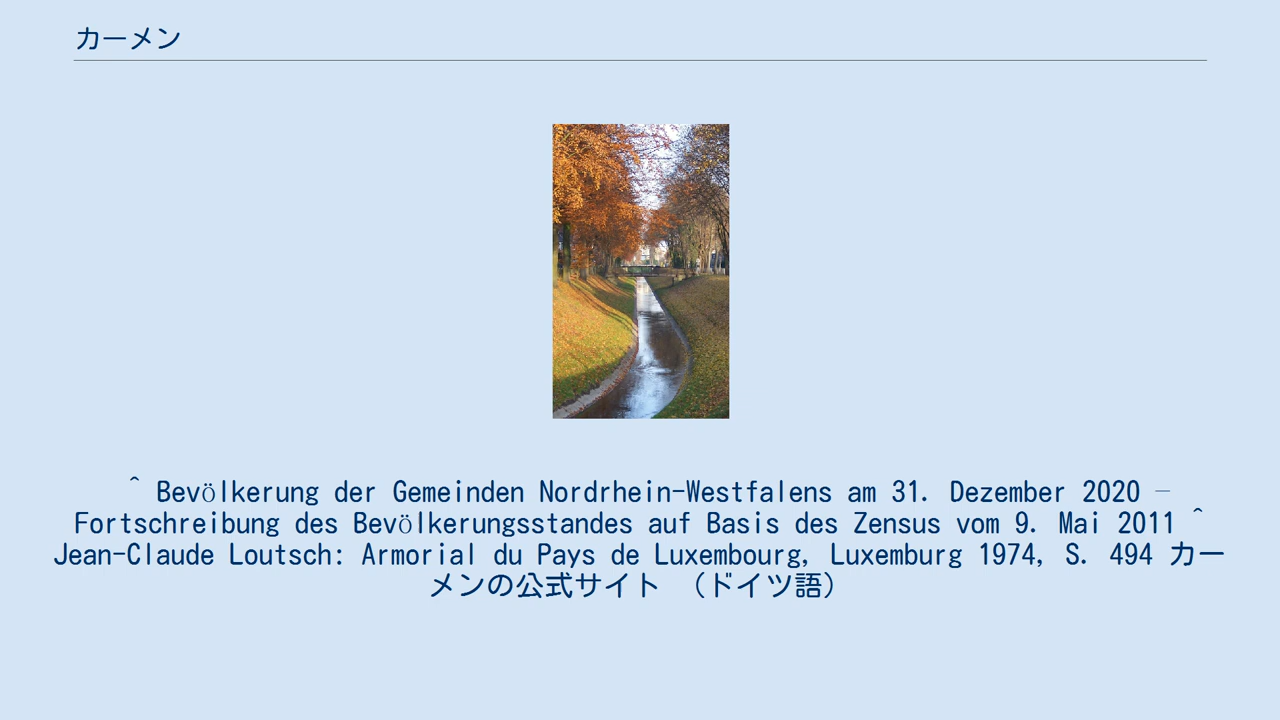 カーメン
^ Bevölkerung der Gemeinden Nordrhein-Westfalens am 31. Dezember 2020 –
Fortschreibung des Bevölkerungsstandes auf Basis des Zensus vom 9. Mai 2011 ^
Jean-Claude Loutsch: Armorial du Pays de Luxembourg, Luxemburg 1974, S. 494 カー
メンの公式サイト （ドイツ語）